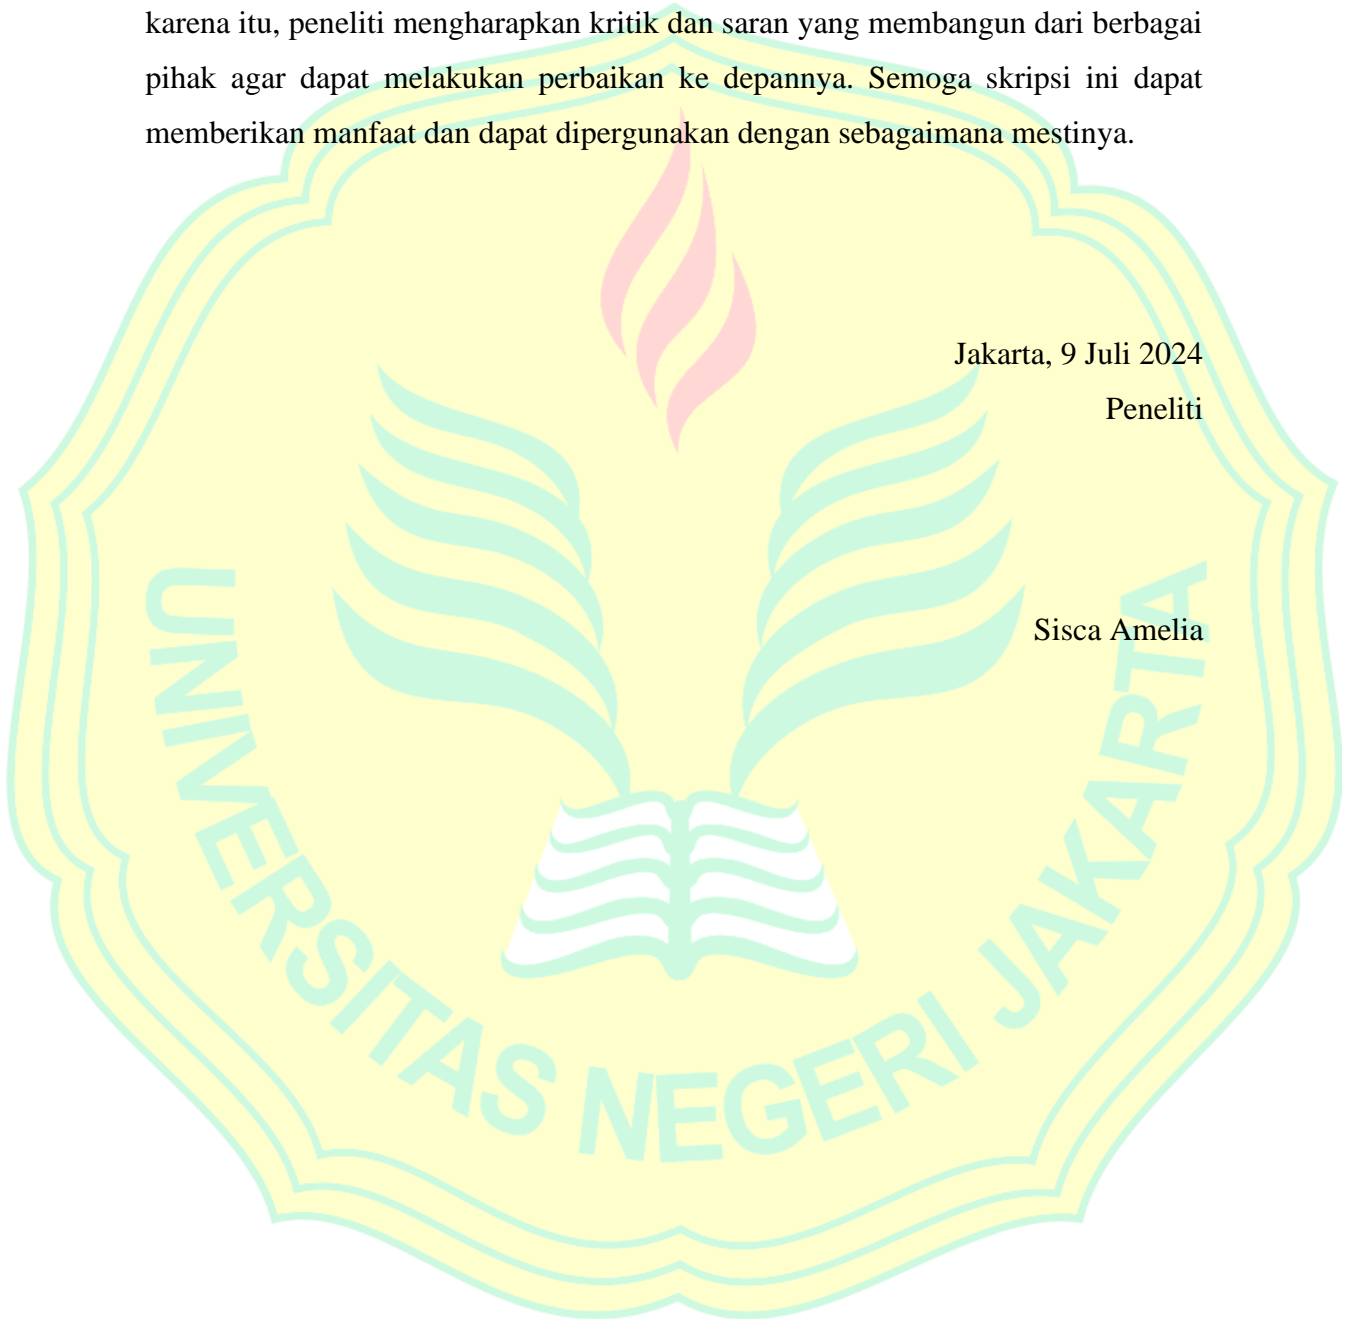 karena itu, peneliti mengharapkan kritik dan saran yang membangun dari berbagai
pihak agar dapat melakukan perbaikan ke depannya. Semoga skripsi ini dapat
memberikan manfaat dan dapat dipergunakan dengan sebagaimana mestinya.
Jakarta, 9 Juli 2024
Peneliti
Sisca Amelia
UNIVERSITAS NEGERI JAKARTA